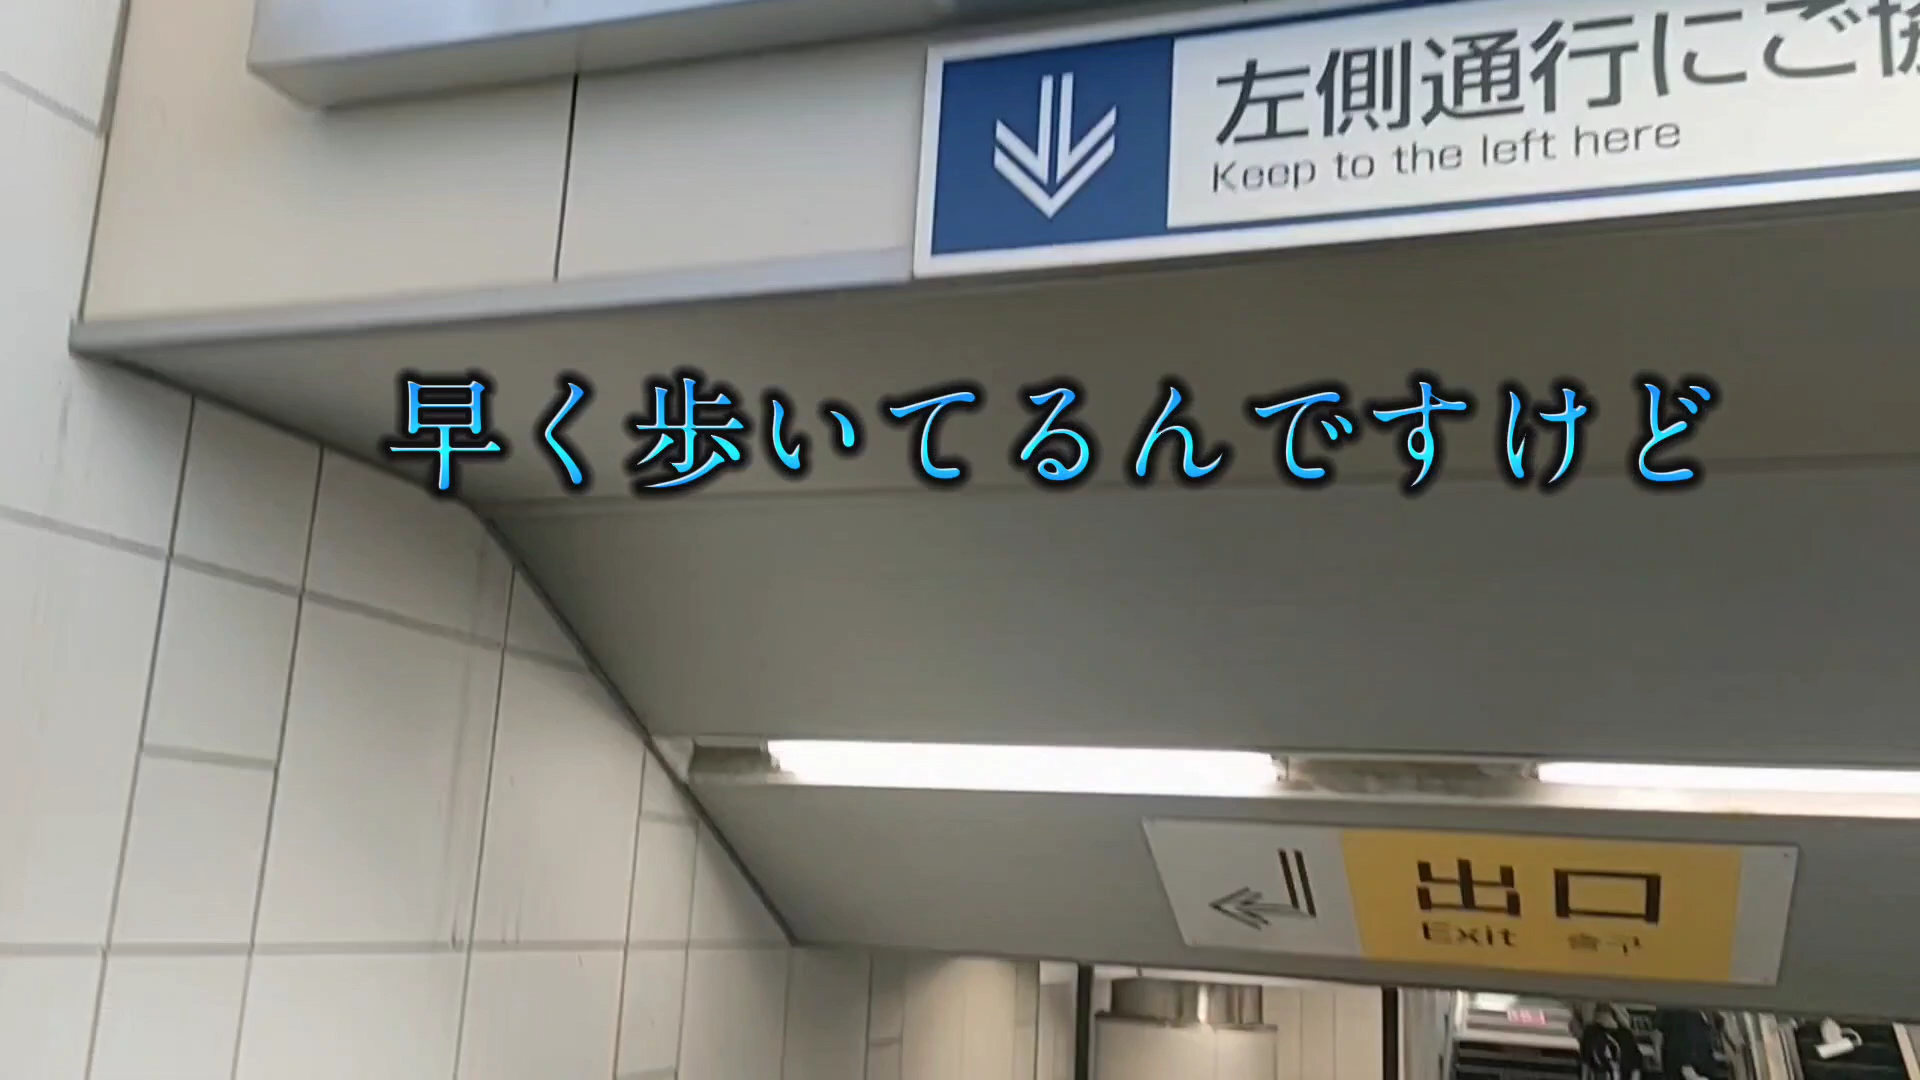 左側通行にご協
Keep to the left here
早く歩いてるんですけど
出口
Exit